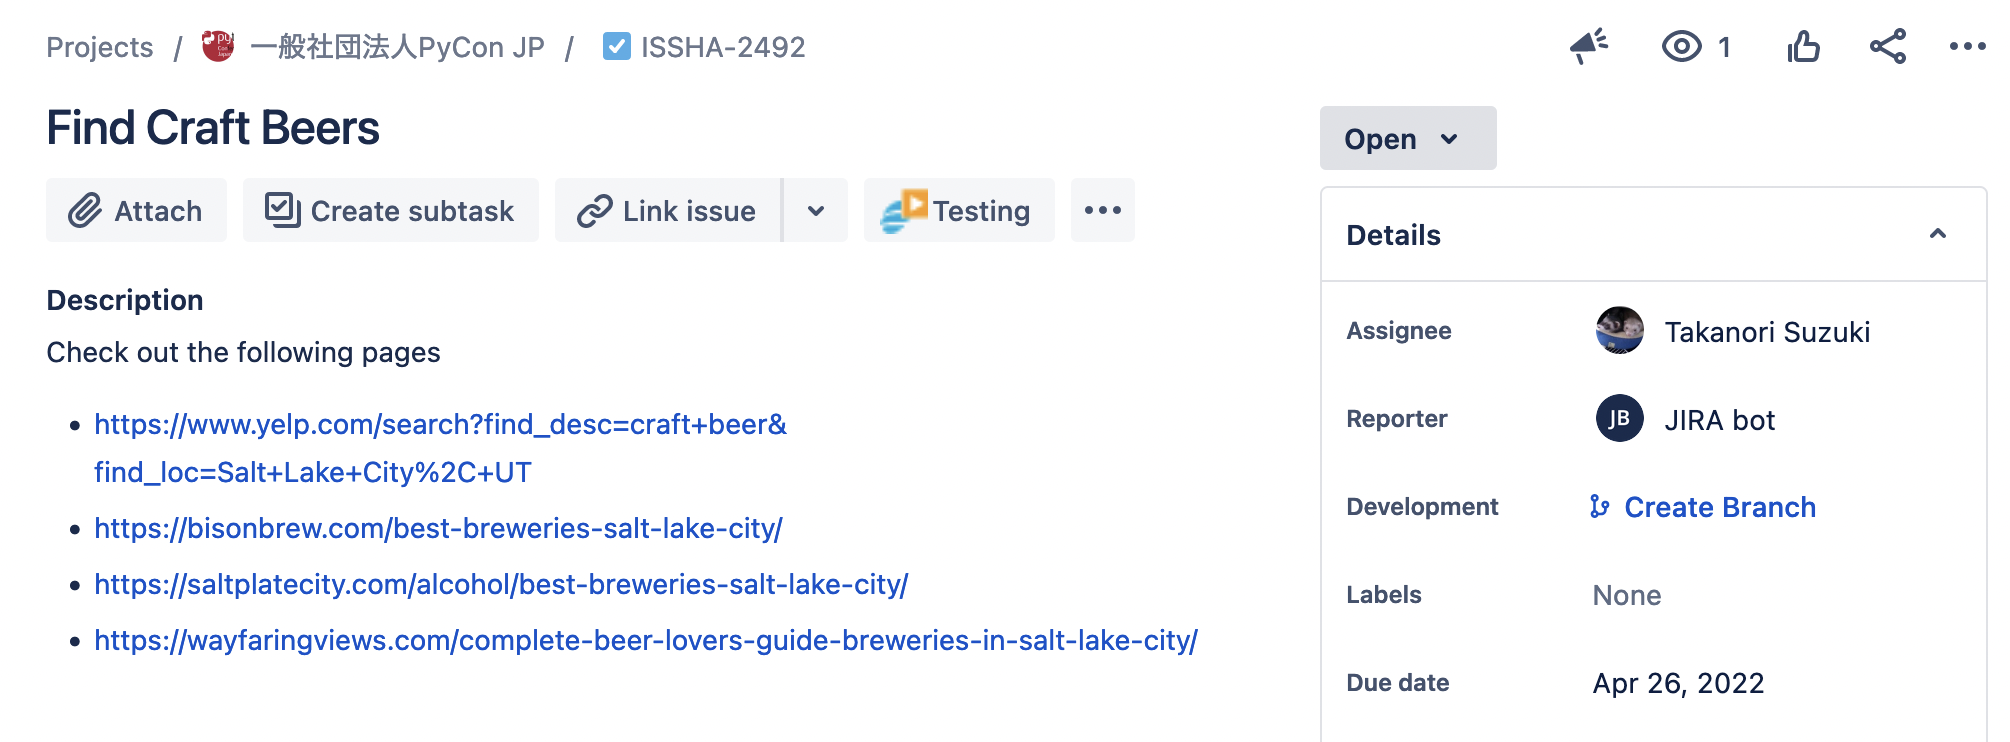 Projects / 一般社団法人PyCon JP / ISSHA-2492
1
Find Craft Beers
Attach
Create subtask
Link issue
Testing
Description
Check out the following pages
https://www.yelp.com/search?find_desc=craft+beer&
find_loc=Salt+Lake+City%2C+UT
https://bisonbrew.com/best-breweries-salt-lake-city/
https://saltplatecity.com/alcohol/best-breweries-salt-lake-city/
https://wayfaringviews.com/complete-beer-lovers-guide-breweries-in-salt-lake-city/
Open
Details
Assignee Takanori Suzuki
Reporter JB JIRA bot
Development Create Branch
Labels None
Due date Apr 26, 2022